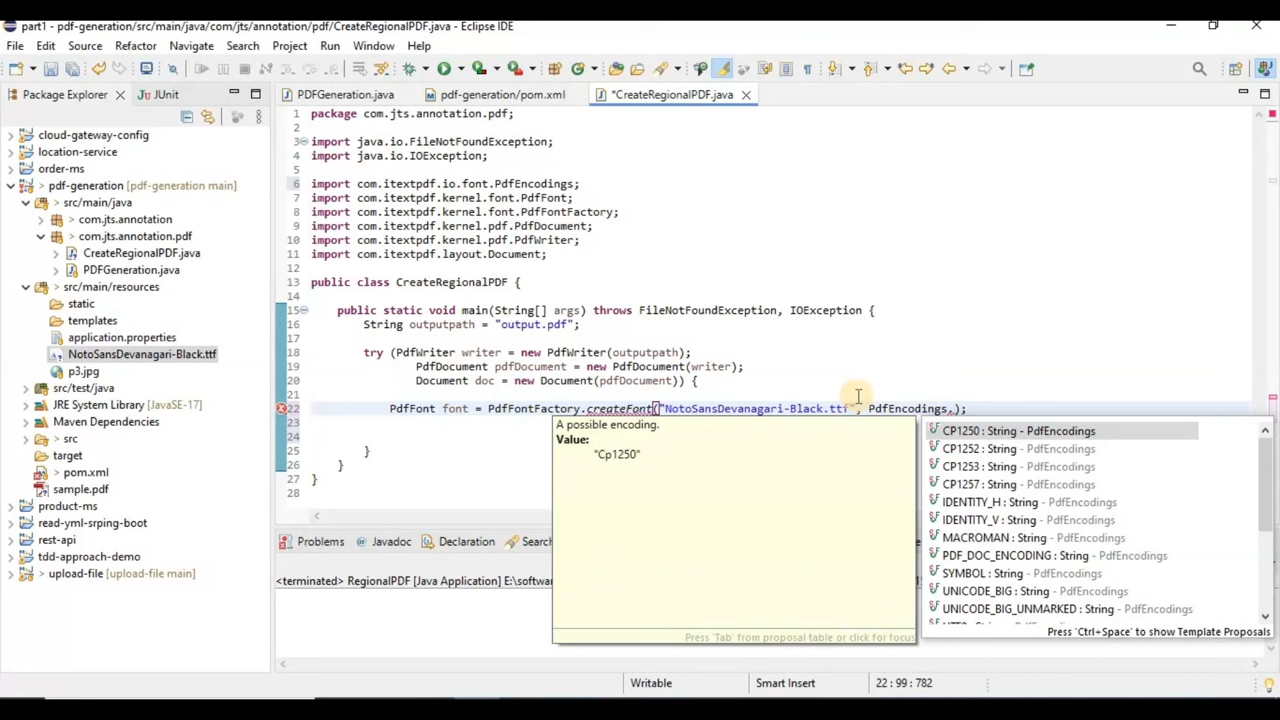 part1 - pdf-generation/src/main/java/com/jts/annotation/pdf/CreateRegionalPDF.java - Eclipse IDE
File Edit Source Refactor Navigate Search Project Run Window Help
Package Explorer JUnit
PDFGeneration.java pdf-generation/pom.xml *CreateRegionalPDF.java
cloud-gateway-config
location-service
order-ms
pdf-generation [pdf-generation main]
src/main/java
com.jts.annotation
com.jts.annotation.pdf
CreateRegionalPDF.java
PDFGeneration.java
src/main/resources
static
templates
application.properties
NotoSansDevanagari-Black.ttf
p3.jpg
src/test/java
JRE System Library [JavaSE-17]
Maven Dependencies
src
target
pom.xml
sample.pdf
product-ms
read-yml-srping-boot
rest-api
tdd-approach-demo
upload-file [upload-file main]
1 package com.jts.annotation.pdf;
2
3 import java.io.FileNotFoundException;
4 import java.io.IOException;
5
6 import com.itextpdf.io.font.PdfEncodings;
7 import com.itextpdf.kernel.font.PdfFont;
8 import com.itextpdf.kernel.font.PdfFontFactory;
9 import com.itextpdf.kernel.pdf.PdfDocument;
10 import com.itextpdf.kernel.pdf.PdfWriter;
11 import com.itextpdf.layout.Document;
12
13 public class CreateRegionalPDF {
14
15 public static void main(String[] args) throws FileNotFoundException, IOException {
16 String outputpath = "output.pdf";
17
18 try (PdfWriter writer = new PdfWriter(outputpath);
19 PdfDocument pdfDocument = new PdfDocument(writer);
20 Document doc = new Document(pdfDocument)) {
21
22 PdfFont font = PdfFontFactory.createFont("NotoSansDevanagari-Black.ttf", PdfEncodings.,);
23
24
25 }
26 }
27 }
28
A possible encoding.
Value:
"Cp1250"
Press 'Tab' from proposal table or click for focus
CP1250 : String - PdfEncodings
CP1252 : String - PdfEncodings
CP1253 : String - PdfEncodings
CP1257 : String - PdfEncodings
IDENTITY_H : String - PdfEncodings
IDENTITY_V : String - PdfEncodings
MACROMAN : String - PdfEncodings
PDF_DOC_ENCODING : String - PdfEncodings
SYMBOL : String - PdfEncodings
UNICODE_BIG : String - PdfEncodings
UNICODE_BIG_UNMARKED : String - PdfEncodings
Press 'Ctrl+Space' to show Template Proposals
Problems Javadoc Declaration Search
<terminated> RegionalPDF [Java Application] E:\softwar
Writable Smart Insert 22 : 99 : 782